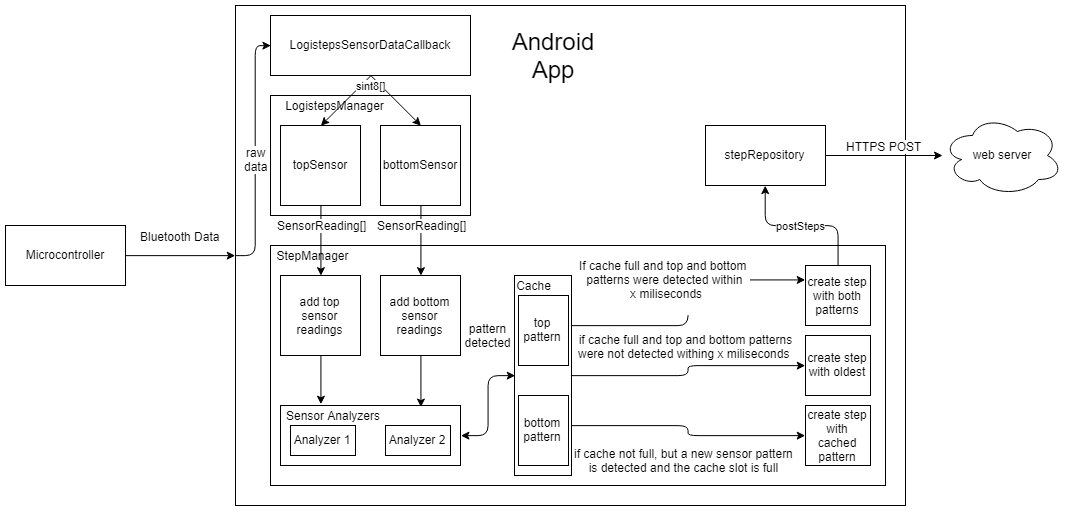 Android
App
LogistepsSensorDataCallback
sint8[]
LogistepsManager
topSensor
bottomSensor
raw
data
stepRepository
HTTPS POST
web server
SensorReading[]
SensorReading[]
postSteps
Microcontroller
Bluetooth Data
StepManager
add top
sensor
readings
add bottom
sensor
readings
pattern
detected
Cache
top
pattern
bottom
pattern
If cache full and top and bottom
patterns were detected within
x miliseconds
create step
with both
patterns
if cache full and top and bottom patterns
were not detected withing x miliseconds
create step
with oldest
if cache not full, but a new sensor pattern
is detected and the cache slot is full
create step
with
cached
pattern
Sensor Analyzers
Analyzer 1
Analyzer 2